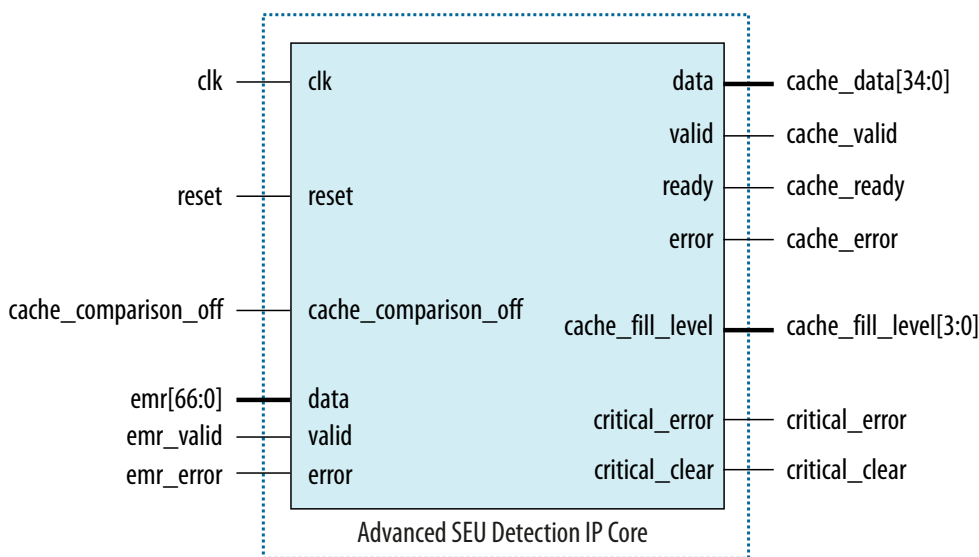 clk clk data cache_data[34:0]
valid cache_valid
reset reset ready cache_ready
error cache_error
cache_comparison_off cache_comparison_off
cache_fill_level cache_fill_level[3:0]
emr[66:0] data
critical_error critical_error
emr_valid valid
emr_error error
critical_clear critical_clear
Advanced SEU Detection IP Core